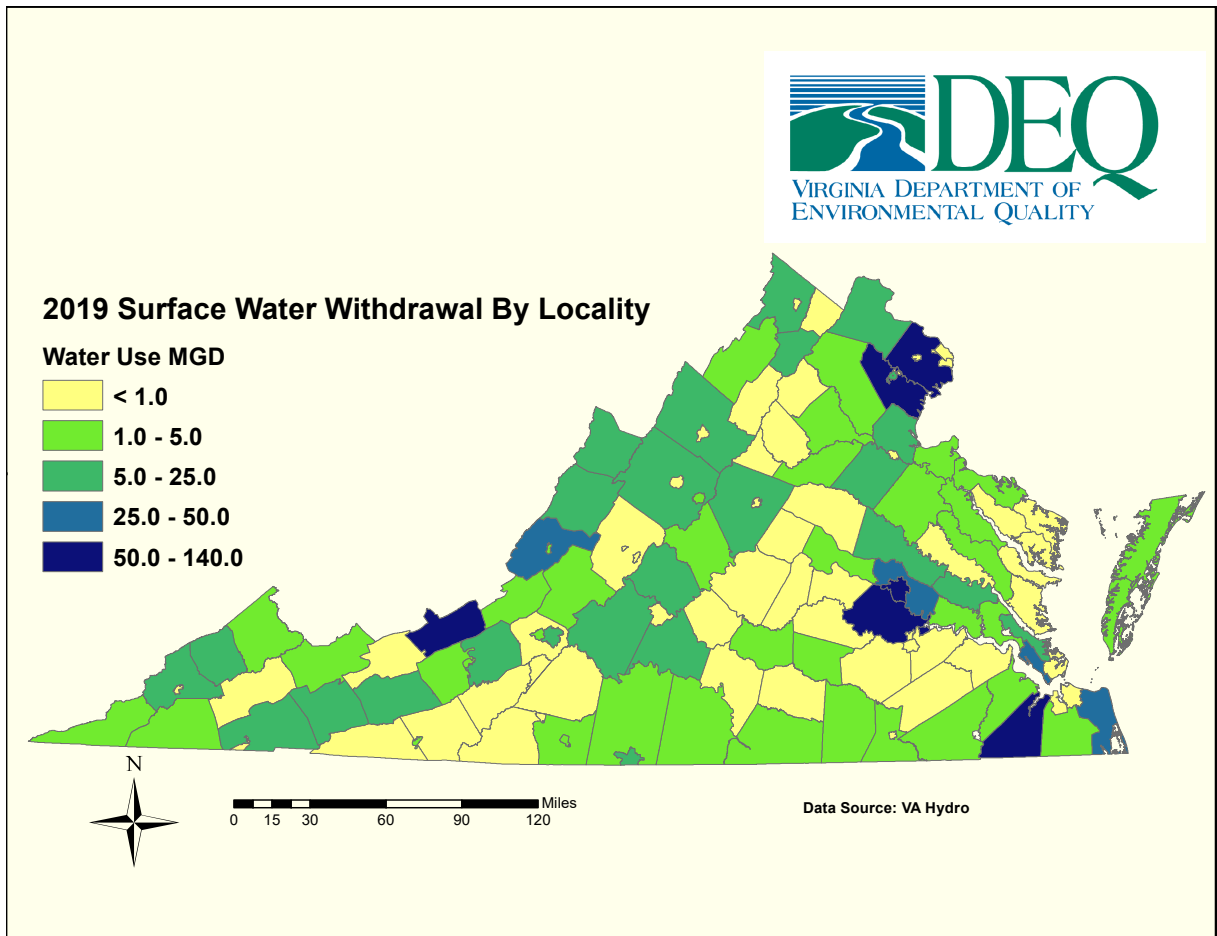 DEQ
VIRGINIA DEPARTMENT OF
ENVIRONMENTAL QUALITY
2019 Surface Water Withdrawal By Locality
Water Use MGD
< 1.0
1.0 - 5.0
5.0 - 25.0
25.0 - 50.0
50.0 - 140.0
N
Miles
0 15 30 60 90 120
Data Source: VA Hydro